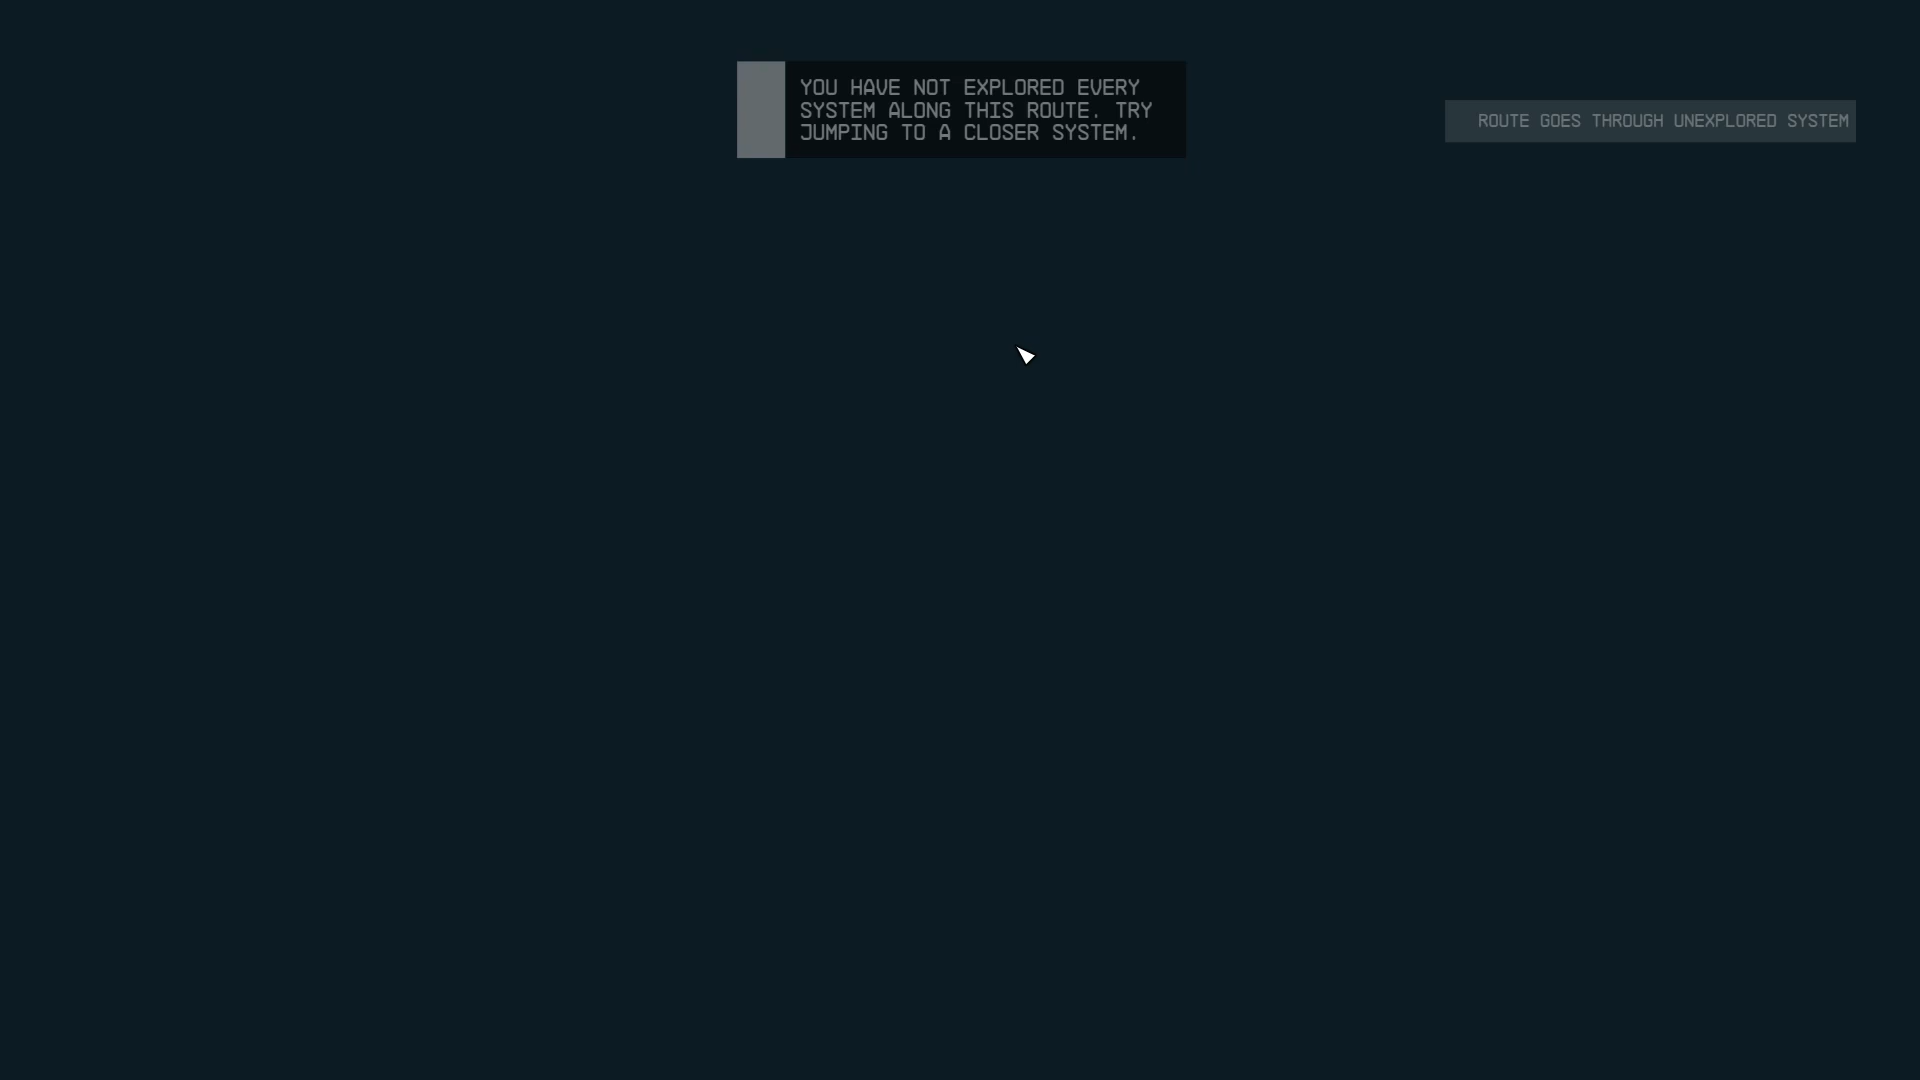 YOU HAVE NOT EXPLORED EVERY
SYSTEM ALONG THIS ROUTE. TRY
JUMPING TO A CLOSER SYSTEM.
ROUTE GOES THROUGH UNEXPLORED SYSTEM